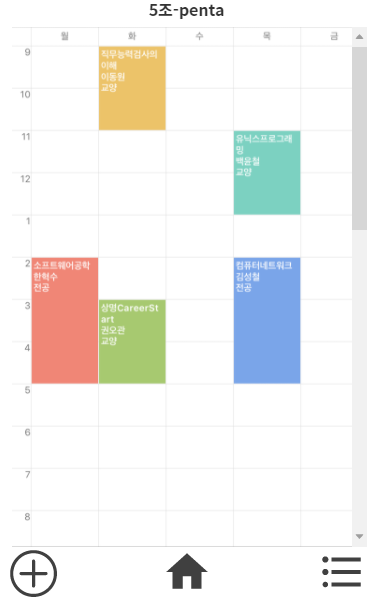 5조-penta
월 화 수 목 금
9
직무능력검사의
이해
이동원
교양
10
11
유닉스프로그래
밍
백윤철
교양
12
1
2
소프트웨어공학
한혁수
전공
컴퓨터네트워크
김성철
전공
3
상명CareerSt
art
권오관
교양
4
5
6
7
8